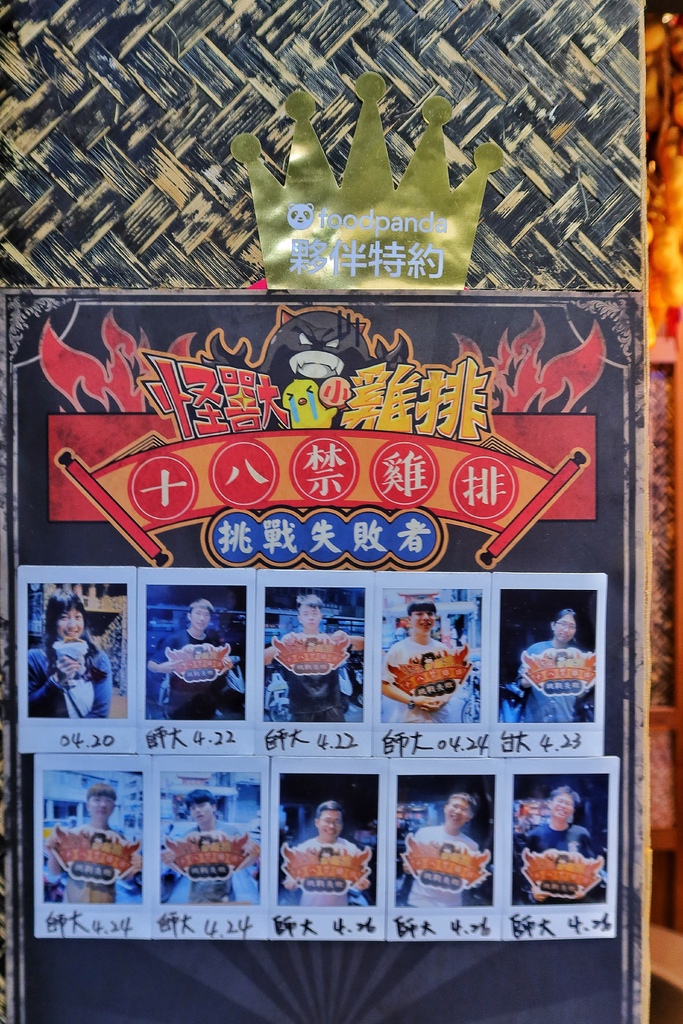 foodpanda
夥伴特約
怪獸小雞排
十八禁雞排
挑戰失敗者
04.20
師大 4.22
師大 4.22
師大 04.24
台大 4.23
師大 4.24
師大 4.24
師大 4.26
師大 4.26
師大 4.26